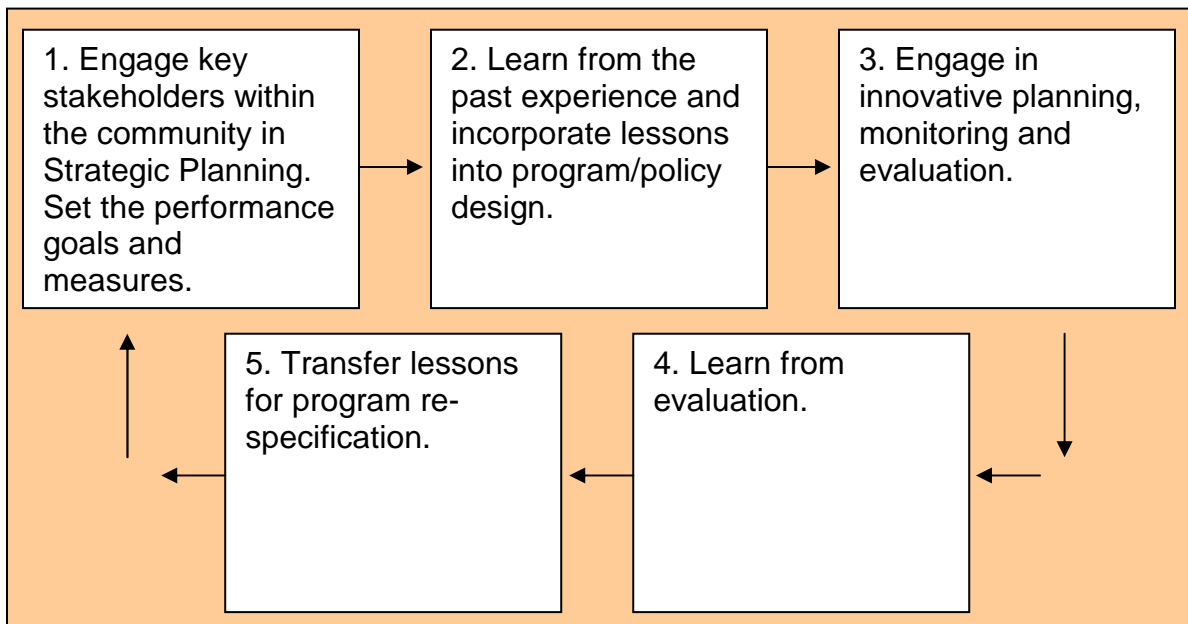 1. Engage key
stakeholders within
the community in
Strategic Planning.
Set the performance
goals and
measures.
2. Learn from the
past experience and
incorporate lessons
into program/policy
design.
3. Engage in
innovative planning,
monitoring and
evaluation.
4. Learn from
evaluation.
5. Transfer lessons
for program re-
specification.